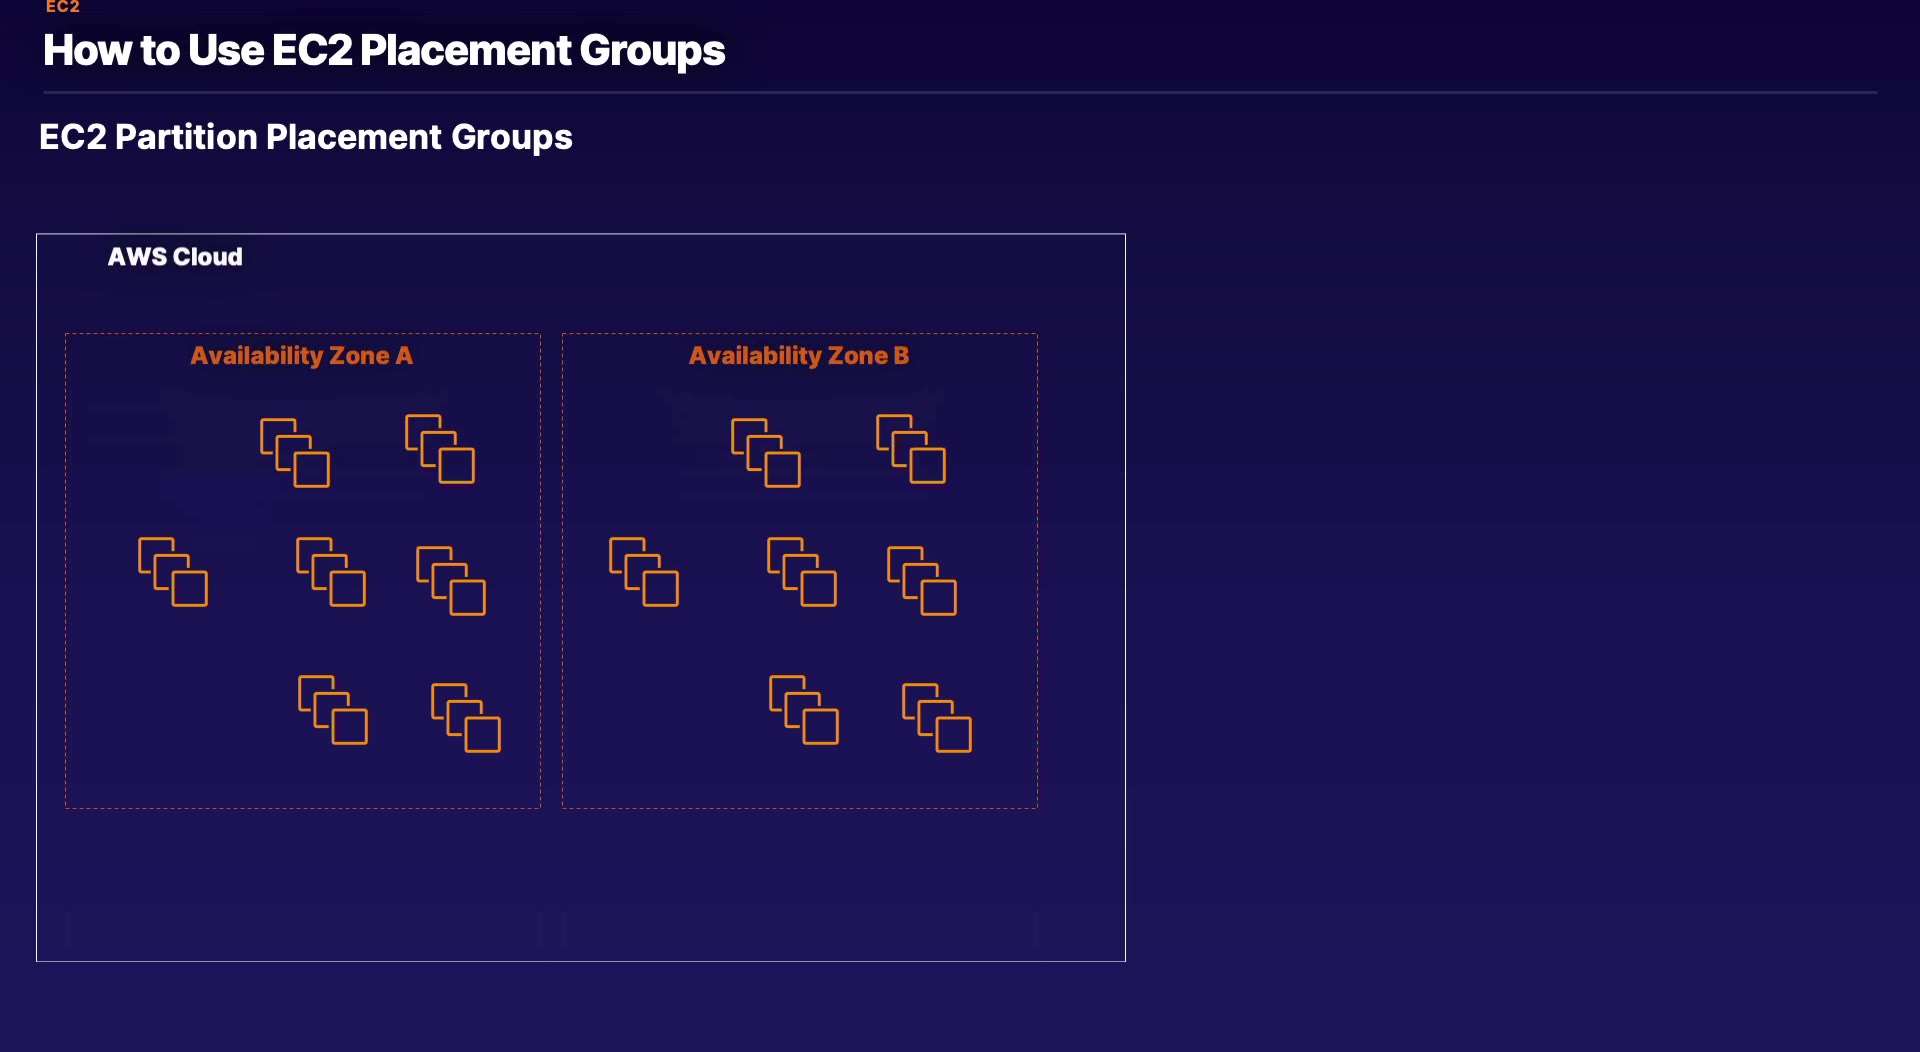 EC2
How to Use EC2 Placement Groups
EC2 Partition Placement Groups
AWS Cloud
Availability Zone A
Availability Zone B